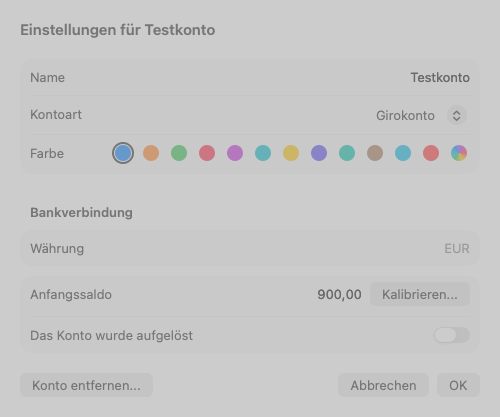 Einstellungen für Testkonto
Name Testkonto
Kontoart Girokonto
Farbe
Bankverbindung
Währung EUR
Anfangssaldo 900,00 Kalibrieren...
Das Konto wurde aufgelöst
Konto entfernen... Abbrechen OK